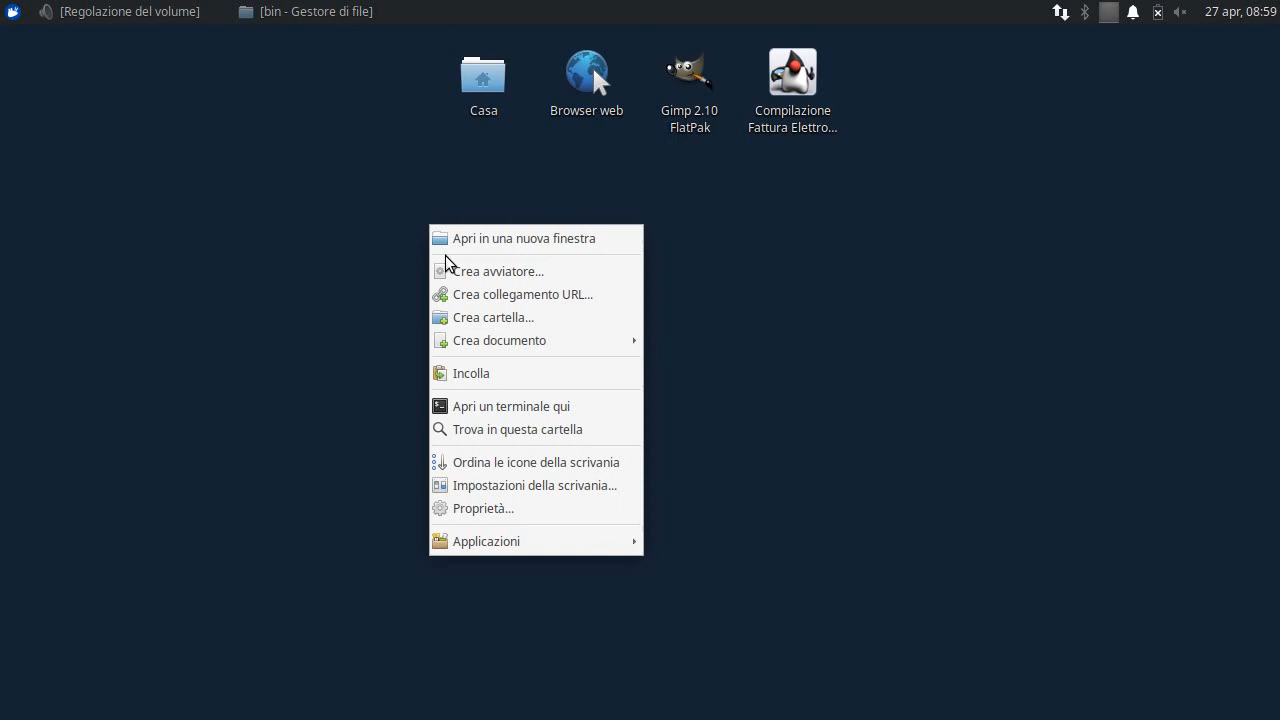 [Regolazione del volume]
[bin - Gestore di file]
27 apr, 08:59
Casa
Browser web
Gimp 2.10
FlatPak
Compilazione
Fattura Elettro...
Apri in una nuova finestra
Crea avviatore...
Crea collegamento URL...
Crea cartella...
Crea documento
Incolla
Apri un terminale qui
Trova in questa cartella
Ordina le icone della scrivania
Impostazioni della scrivania...
Proprietà...
Applicazioni